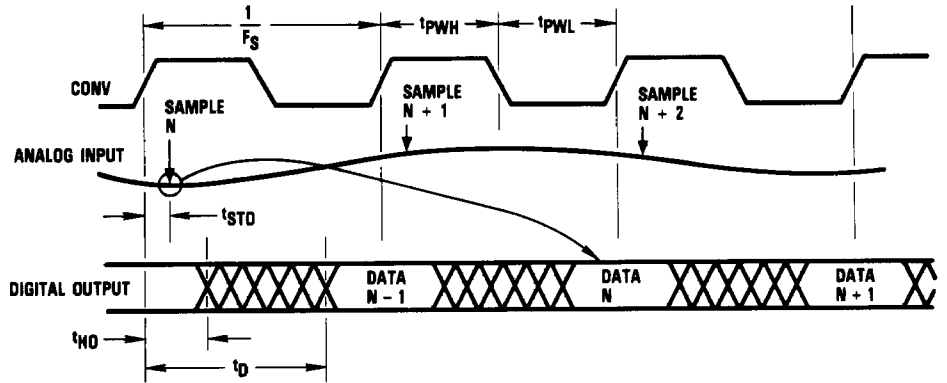 1
F_S
t_PWH
t_PWL
CONV
SAMPLE
N
SAMPLE
N + 1
SAMPLE
N + 2
ANALOG INPUT
t_STO
DIGITAL OUTPUT
DATA
N - 1
DATA
N
DATA
N + 1
t_HO
t_D